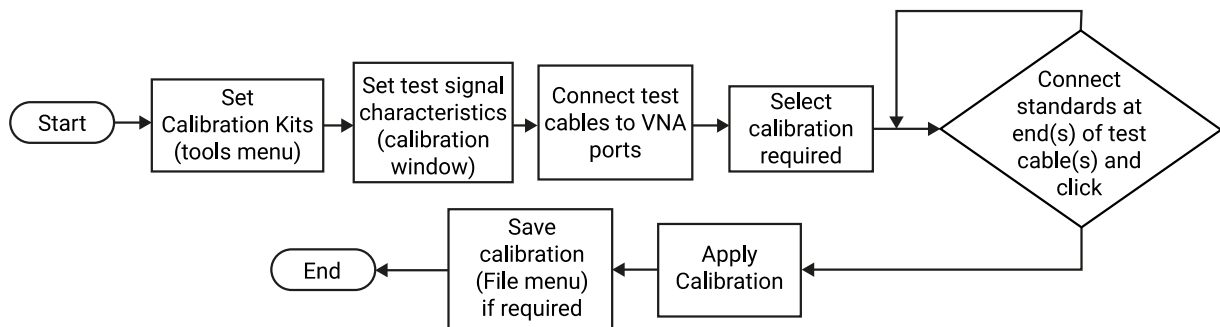 Start
Set
Calibration Kits
(tools menu)
Set test signal
characteristics
(calibration
window)
Connect test
cables to VNA
ports
Select
calibration
required
Connect
standards at
end(s) of test
cable(s) and
click
Apply
Calibration
Save
calibration
(File menu)
if required
End